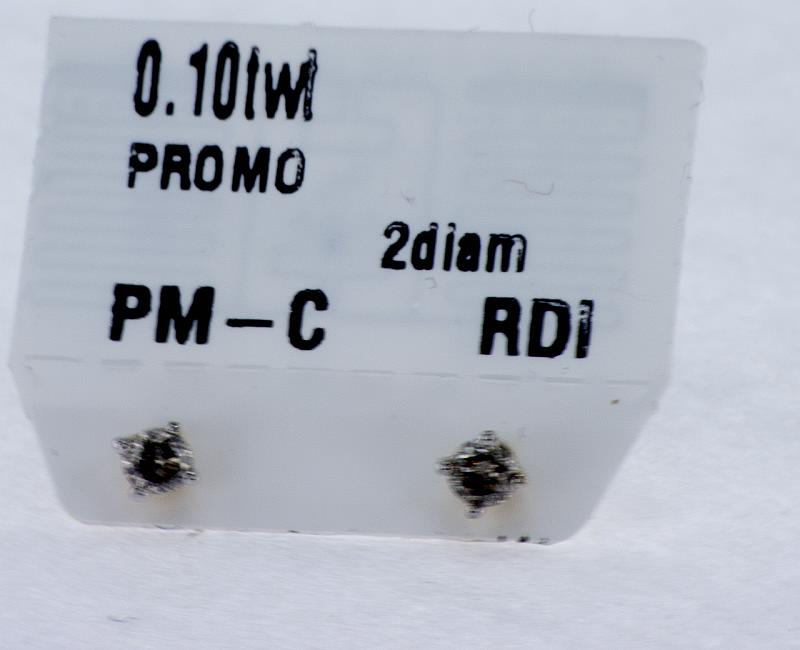 0.10twt
PROMO
2diam
PM-C RDI